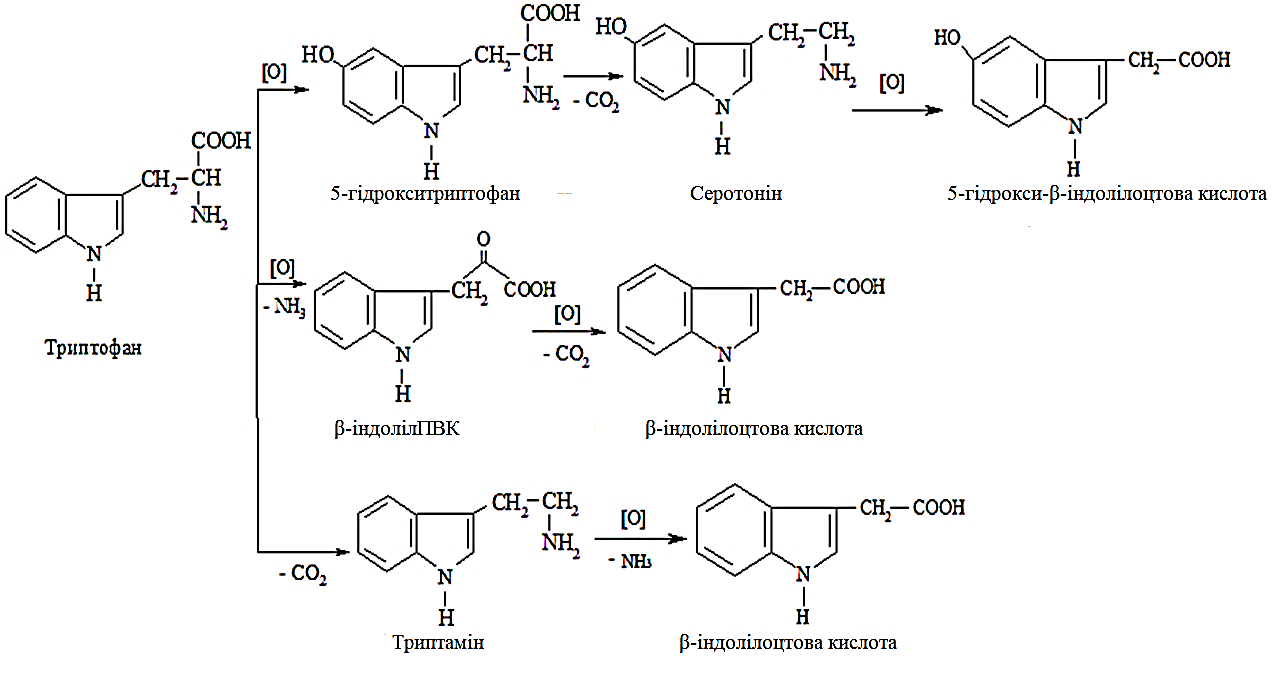 COOH
CH2–CH
NH2
N
H
Триптофан
[O]
HO
COOH
CH2–CH
NH2
N
H
5-гідрокситриптофан
- CO2
HO
CH2–CH2
NH2
N
H
Серотонін
[O]
HO
CH2–COOH
N
H
5-гідрокси-β-індолілоцтова кислота
[O]
- NH3
O
CH2 COOH
N
H
β-індолілПВК
[O]
- CO2
CH2–COOH
N
H
β-індолілоцтова кислота
- CO2
CH2–CH2
NH2
N
H
Триптамін
[O]
- NH3
CH2–COOH
N
H
β-індолілоцтова кислота